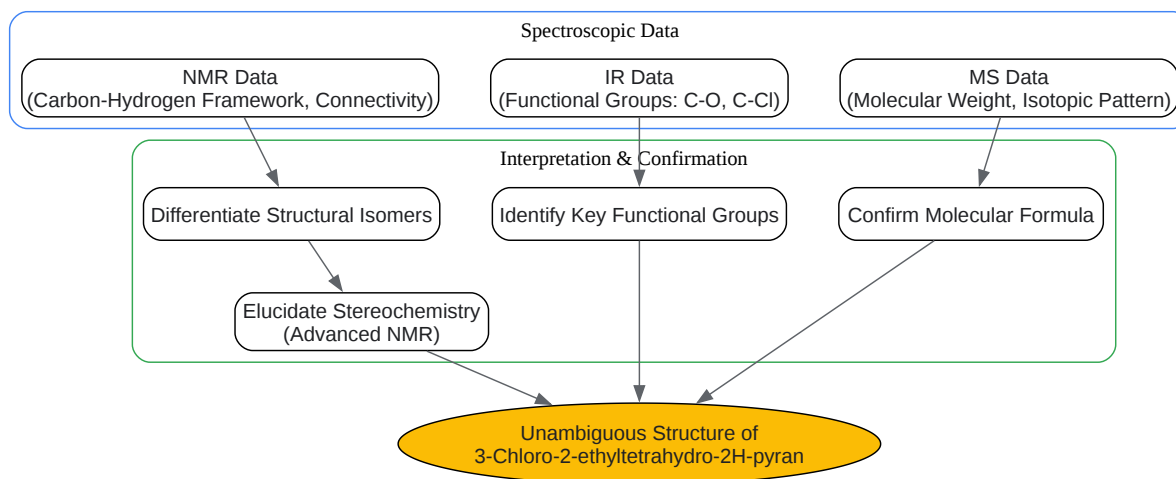 Spectroscopic Data
NMR Data
(Carbon-Hydrogen Framework, Connectivity)
IR Data
(Functional Groups: C-O, C-Cl)
MS Data
(Molecular Weight, Isotopic Pattern)
Interpretation & Confirmation
Differentiate Structural Isomers
Identify Key Functional Groups
Confirm Molecular Formula
Elucidate Stereochemistry
(Advanced NMR)
Unambiguous Structure of
3-Chloro-2-ethyltetrahydro-2H-pyran